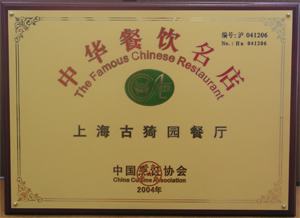 编号:沪 041206
No.: Hu 041206
中华餐饮名店
The Famous Chinese Restaurant
上海古猗园餐厅
中国烹饪协会
China Cuisine Association
2004年